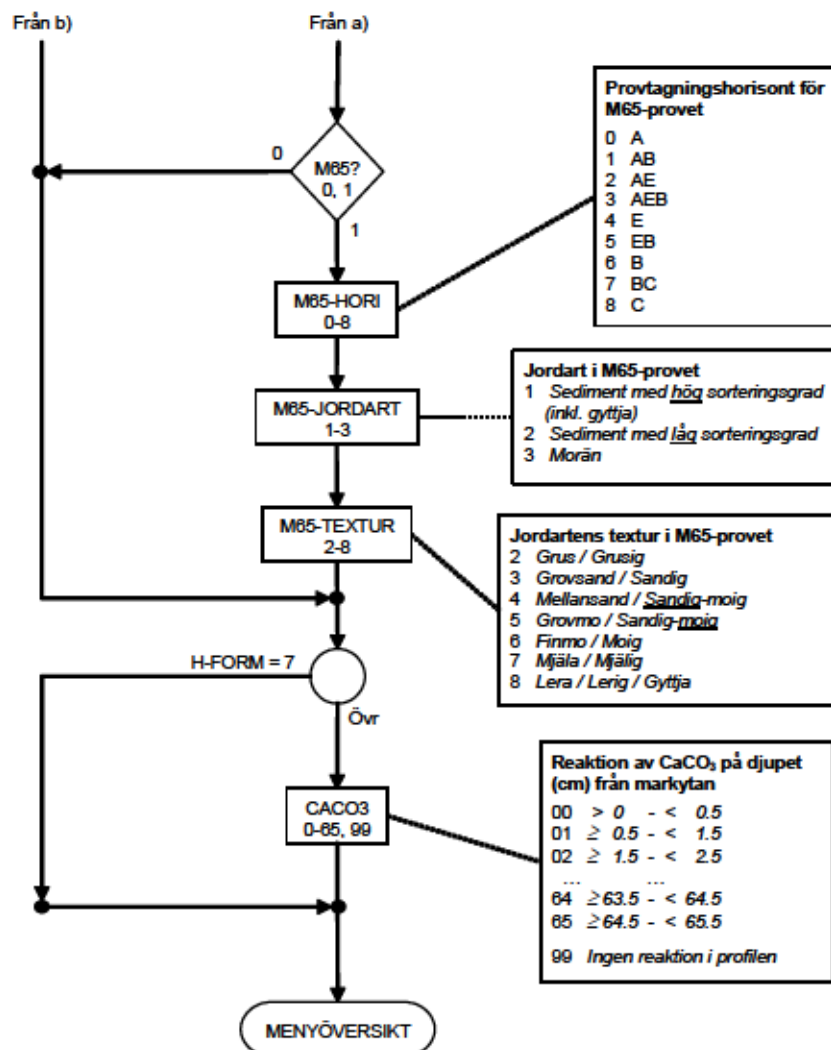 Från b)
Från a)
M65?
0, 1
0
1
M65-HORI
0-8
Provtagningshorisont för
M65-provet
0 A
1 AB
2 AE
3 AEB
4 E
5 EB
6 B
7 BC
8 C
M65-JORDART
1-3
Jordart i M65-provet
1 Sediment med hög sorteringsgrad
(inkl. gyttja)
2 Sediment med låg sorteringsgrad
3 Morän
M65-TEXTUR
2-8
Jordartens textur i M65-provet
2 Grus / Grusig
3 Grovsand / Sandig
4 Mellansand / Sandig-moig
5 Grovmo / Sandig-moig
6 Finmo / Moig
7 Mjäla / Mjälig
8 Lera / Lerig / Gyttja
H-FORM = 7
Övr
CACO3
0-65, 99
Reaktion av CaCO₃ på djupet
(cm) från markytan
00 > 0 - < 0.5
01 ≥ 0.5 - < 1.5
02 ≥ 1.5 - < 2.5
... ...
64 ≥ 63.5 - < 64.5
65 ≥ 64.5 - < 65.5
99 Ingen reaktion i profilen
MENYÖVERSIKT